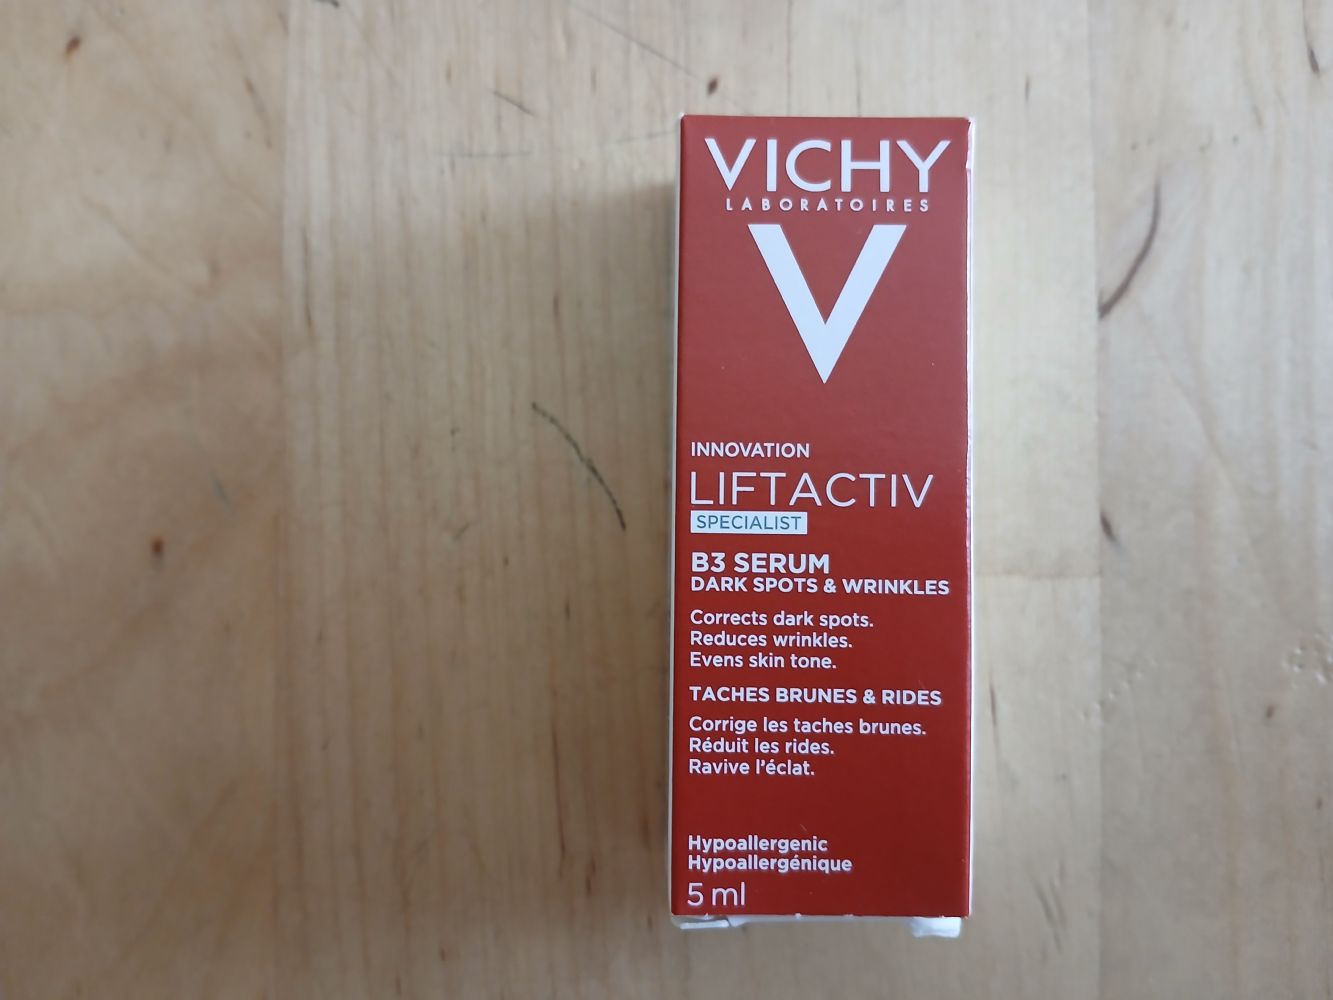 VICHY
LABORATOIRES
V
INNOVATION
LIFTACTIV
SPECIALIST
B3 SERUM
DARK SPOTS & WRINKLES
Corrects dark spots.
Reduces wrinkles.
Evens skin tone.
TACHES BRUNES & RIDES
Corrige les taches brunes.
Réduit les rides.
Ravive l'éclat.
Hypoallergenic
Hypoallergénique
5 ml